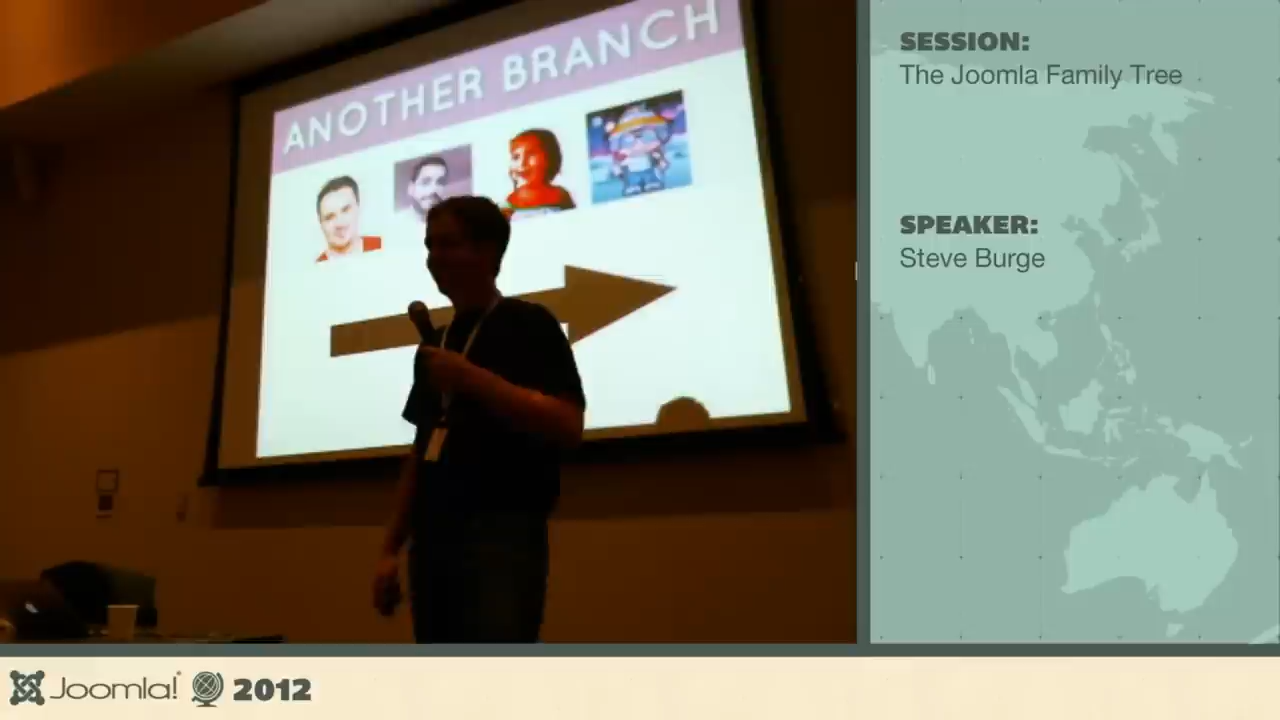 ANOTHER BRANCH
SESSION:
The Joomla Family Tree
SPEAKER:
Steve Burge
Joomla!® 2012